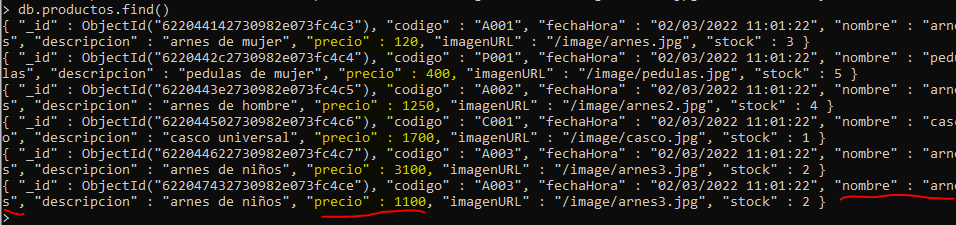 > db.productos.find()
{ "_id" : ObjectId("622044142730982e073fc4c3"), "codigo" : "A001", "fechaHora" : "02/03/2022 11:01:22", "nombre" : "arne
s", "descripcion" : "arnes de mujer", "precio" : 120, "imagenURL" : "/image/arnes.jpg", "stock" : 3 }
{ "_id" : ObjectId("6220442c2730982e073fc4c4"), "codigo" : "P001", "fechaHora" : "02/03/2022 11:01:22", "nombre" : "pedu
las", "descripcion" : "pedulas de mujer", "precio" : 400, "imagenURL" : "/image/pedulas.jpg", "stock" : 5 }
{ "_id" : ObjectId("6220443e2730982e073fc4c5"), "codigo" : "A002", "fechaHora" : "02/03/2022 11:01:22", "nombre" : "arne
s", "descripcion" : "arnes de hombre", "precio" : 1250, "imagenURL" : "/image/arnes2.jpg", "stock" : 4 }
{ "_id" : ObjectId("622044502730982e073fc4c6"), "codigo" : "C001", "fechaHora" : "02/03/2022 11:01:22", "nombre" : "casc
o", "descripcion" : "casco universal", "precio" : 1700, "imagenURL" : "/image/casco.jpg", "stock" : 1 }
{ "_id" : ObjectId("622044622730982e073fc4c7"), "codigo" : "A003", "fechaHora" : "02/03/2022 11:01:22", "nombre" : "arne
s", "descripcion" : "arnes de niños", "precio" : 3100, "imagenURL" : "/image/arnes3.jpg", "stock" : 2 }
{ "_id" : ObjectId("622047432730982e073fc4ce"), "codigo" : "A003", "fechaHora" : "02/03/2022 11:01:22", "nombre" : "arne
s", "descripcion" : "arnes de niños", "precio" : 1100, "imagenURL" : "/image/arnes3.jpg", "stock" : 2 }
>